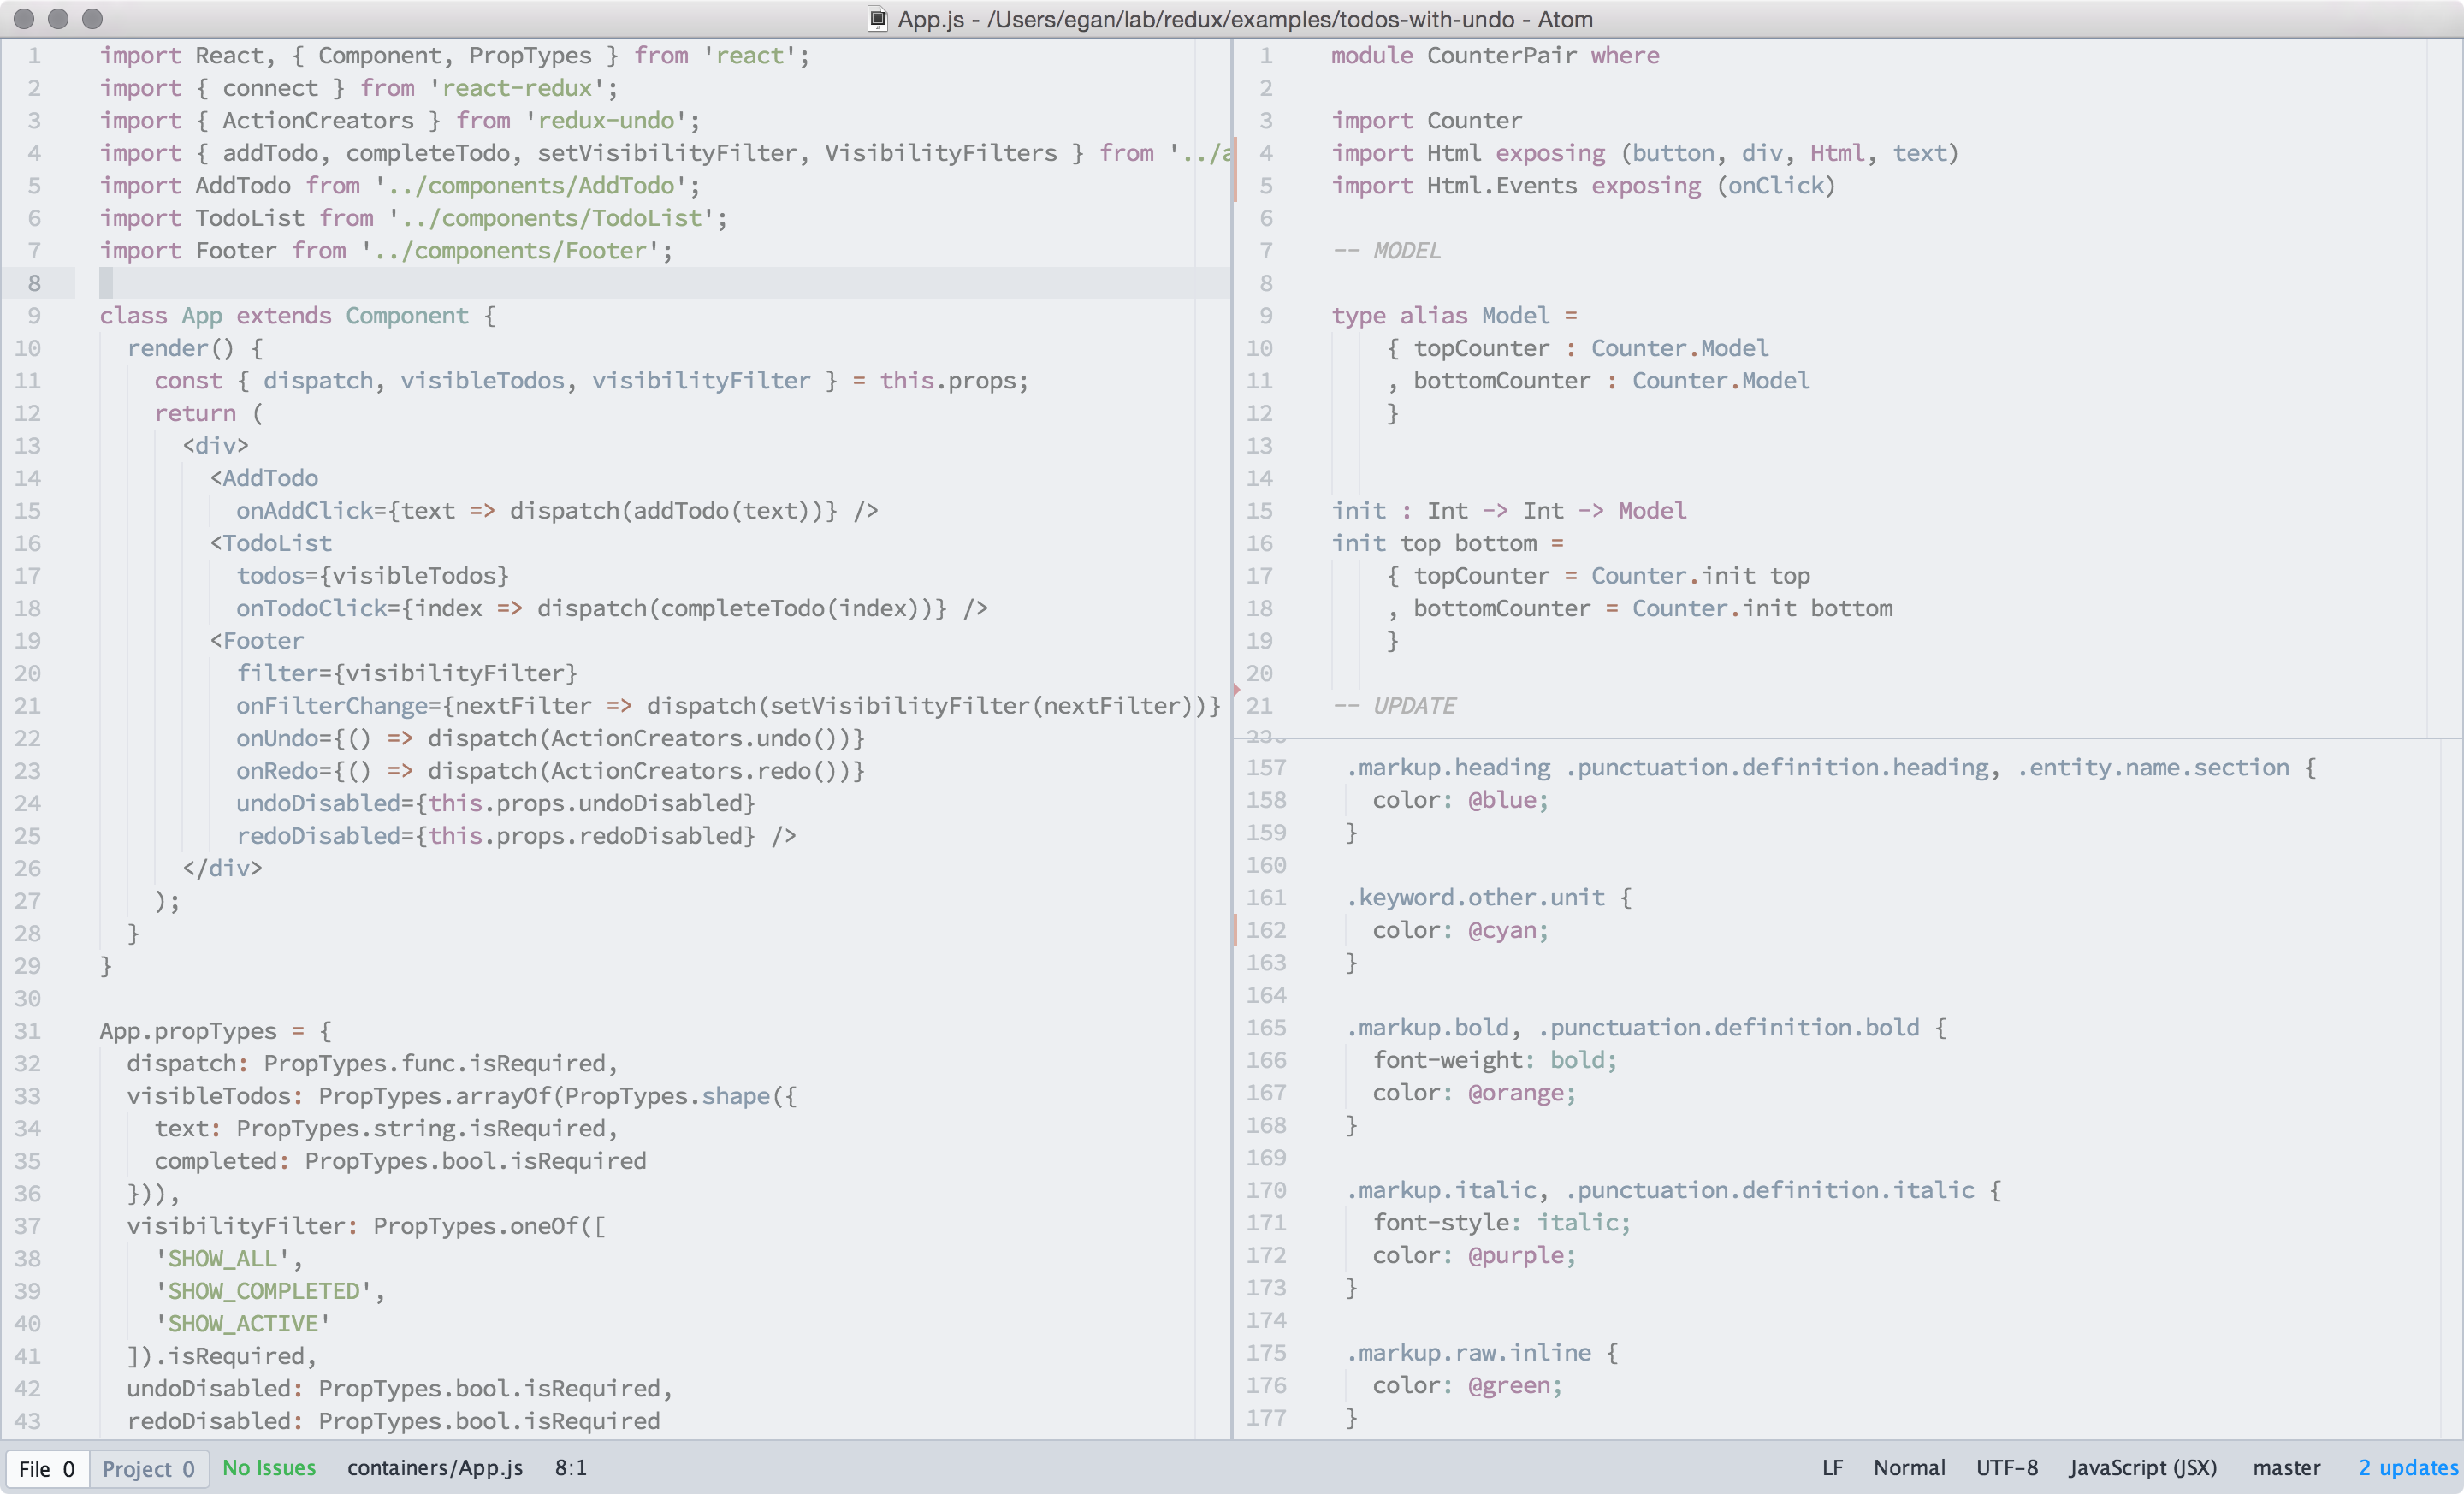 App.js - /Users/egan/lab/redux/examples/todos-with-undo - Atom
1 import React, { Component, PropTypes } from 'react';
2 import { connect } from 'react-redux';
3 import { ActionCreators } from 'redux-undo';
4 import { addTodo, completeTodo, setVisibilityFilter, VisibilityFilters } from '../a
5 import AddTodo from '../components/AddTodo';
6 import TodoList from '../components/TodoList';
7 import Footer from '../components/Footer';
8
9 class App extends Component {
10 render() {
11 const { dispatch, visibleTodos, visibilityFilter } = this.props;
12 return (
13 <div>
14 <AddTodo
15 onAddClick={text => dispatch(addTodo(text))} />
16 <TodoList
17 todos={visibleTodos}
18 onTodoClick={index => dispatch(completeTodo(index))} />
19 <Footer
20 filter={visibilityFilter}
21 onFilterChange={nextFilter => dispatch(setVisibilityFilter(nextFilter))}
22 onUndo={() => dispatch(ActionCreators.undo())}
23 onRedo={() => dispatch(ActionCreators.redo())}
24 undoDisabled={this.props.undoDisabled}
25 redoDisabled={this.props.redoDisabled} />
26 </div>
27 );
28 }
29 }
30
31 App.propTypes = {
32 dispatch: PropTypes.func.isRequired,
33 visibleTodos: PropTypes.arrayOf(PropTypes.shape({
34 text: PropTypes.string.isRequired,
35 completed: PropTypes.bool.isRequired
36 })),
37 visibilityFilter: PropTypes.oneOf([
38 'SHOW_ALL',
39 'SHOW_COMPLETED',
40 'SHOW_ACTIVE'
41 ]).isRequired,
42 undoDisabled: PropTypes.bool.isRequired,
43 redoDisabled: PropTypes.bool.isRequired
1 module CounterPair where
2
3 import Counter
4 import Html exposing (button, div, Html, text)
5 import Html.Events exposing (onClick)
6
7 -- MODEL
8
9 type alias Model =
10 { topCounter : Counter.Model
11 , bottomCounter : Counter.Model
12 }
13
14
15 init : Int -> Int -> Model
16 init top bottom =
17 { topCounter = Counter.init top
18 , bottomCounter = Counter.init bottom
19 }
20
21 -- UPDATE
157 .markup.heading .punctuation.definition.heading, .entity.name.section {
158 color: @blue;
159 }
160
161 .keyword.other.unit {
162 color: @cyan;
163 }
164
165 .markup.bold, .punctuation.definition.bold {
166 font-weight: bold;
167 color: @orange;
168 }
169
170 .markup.italic, .punctuation.definition.italic {
171 font-style: italic;
172 color: @purple;
173 }
174
175 .markup.raw.inline {
176 color: @green;
177 }
File 0 Project 0 No Issues containers/App.js 8:1 LF Normal UTF-8 JavaScript (JSX) master 2 updates